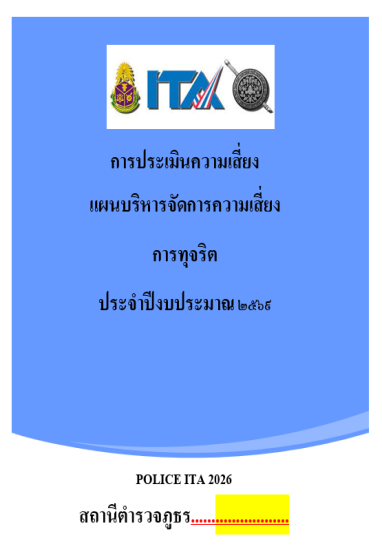 ITA
การประเมินความเสี่ยง
แผนบริหารจัดการความเสี่ยง
การทุจริต
ประจำปีงบประมาณ ๒๕๖๙
POLICE ITA 2026
สถานีตำรวจภูธร........................